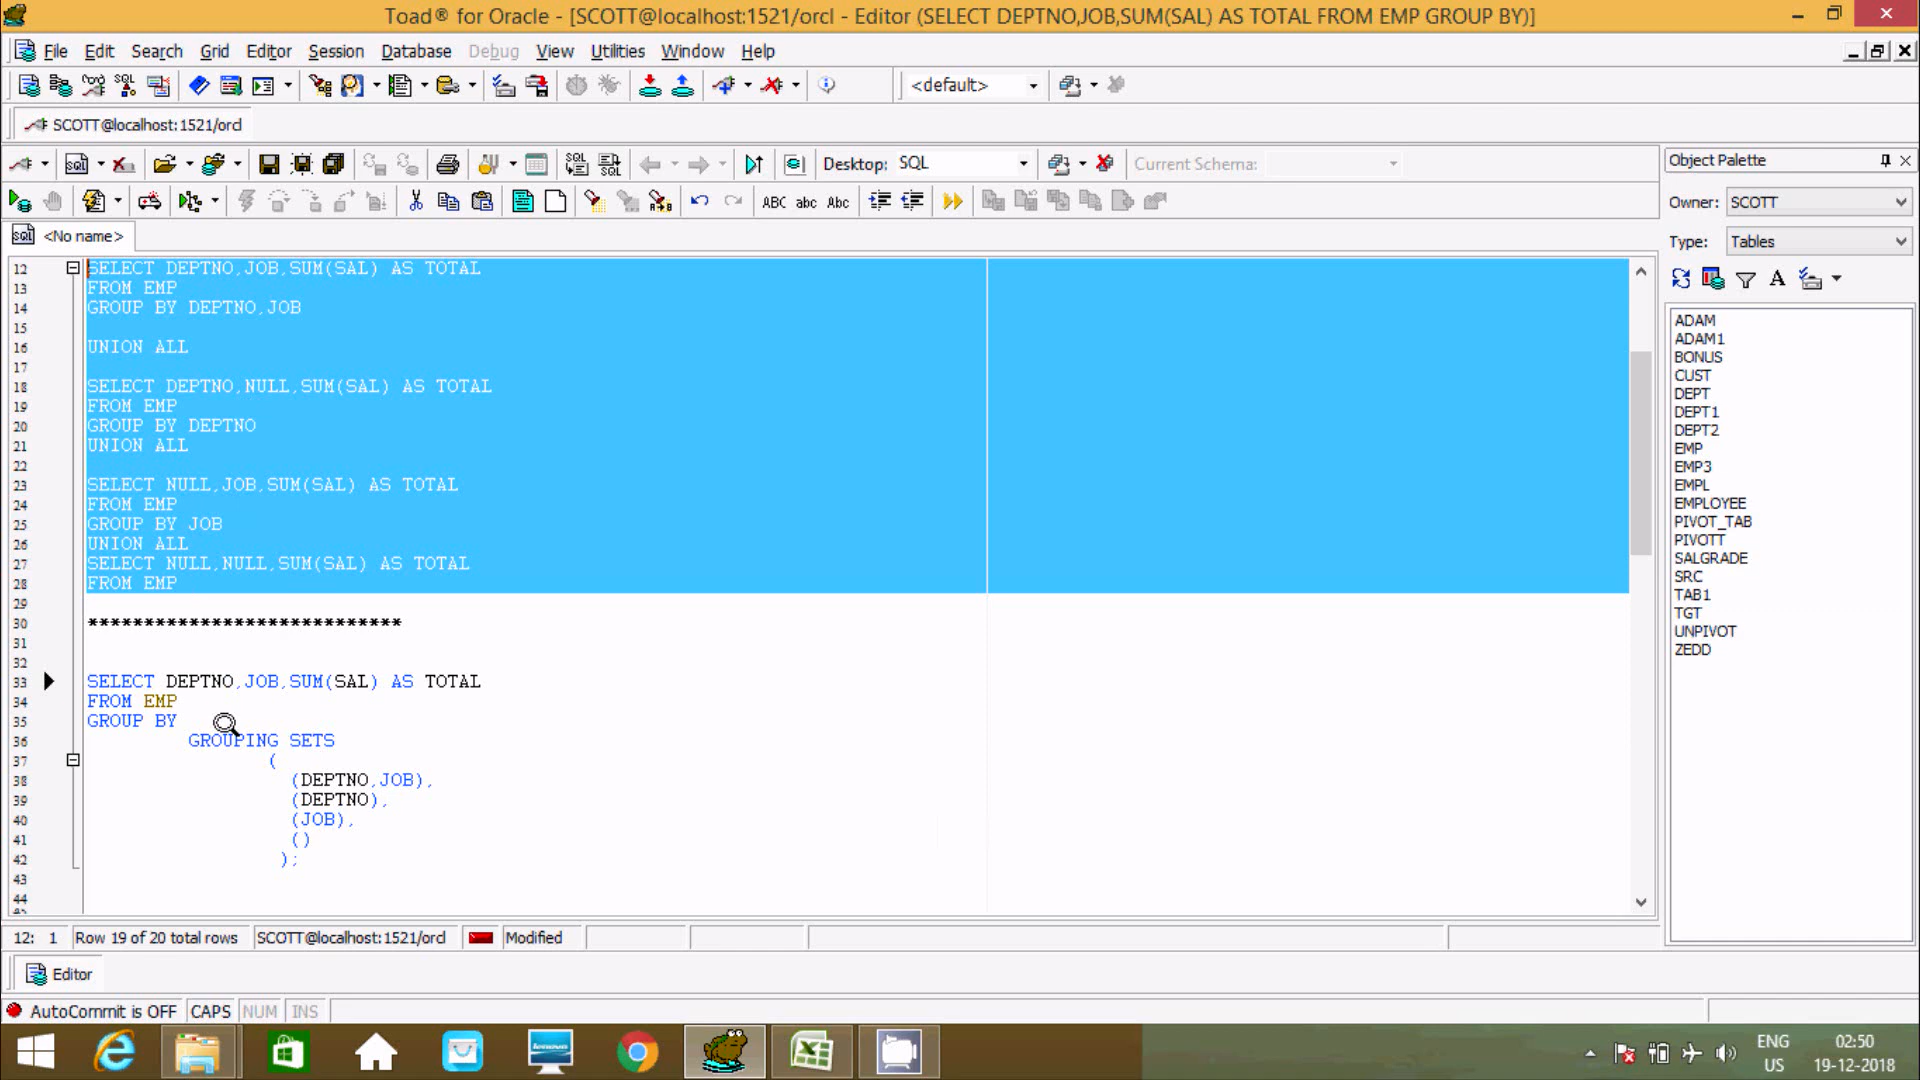 Toad® for Oracle - [SCOTT@localhost:1521/orcl - Editor (SELECT DEPTNO,JOB,SUM(SAL) AS TOTAL FROM EMP GROUP BY)]
File Edit Search Grid Editor Session Database Debug View Utilities Window Help
<default>
SCOTT@localhost:1521/orcl
Desktop: SQL
Current Schema:
ABC abc Abc
<No name>
12 SELECT DEPTNO,JOB,SUM(SAL) AS TOTAL
13 FROM EMP
14 GROUP BY DEPTNO,JOB
15
16 UNION ALL
17
18 SELECT DEPTNO,NULL,SUM(SAL) AS TOTAL
19 FROM EMP
20 GROUP BY DEPTNO
21 UNION ALL
22
23 SELECT NULL,JOB,SUM(SAL) AS TOTAL
24 FROM EMP
25 GROUP BY JOB
26 UNION ALL
27 SELECT NULL,NULL,SUM(SAL) AS TOTAL
28 FROM EMP
29
30 ****************************
31
32
33 SELECT DEPTNO,JOB,SUM(SAL) AS TOTAL
34 FROM EMP
35 GROUP BY
36 GROUPING SETS
37 (
38 (DEPTNO,JOB),
39 (DEPTNO),
40 (JOB),
41 ()
42 );
43
44
Object Palette
Owner: SCOTT
Type: Tables
A
ADAM
ADAM1
BONUS
CUST
DEPT
DEPT1
DEPT2
EMP
EMP3
EMPL
EMPLOYEE
PIVOT_TAB
PIVOTT
SALGRADE
SRC
TAB1
TGT
UNPIVOT
ZEDD
12: 1 Row 19 of 20 total rows SCOTT@localhost:1521/orcl Modified
Editor
AutoCommit is OFF CAPS NUM INS
ENG
US
02:50
19-12-2018